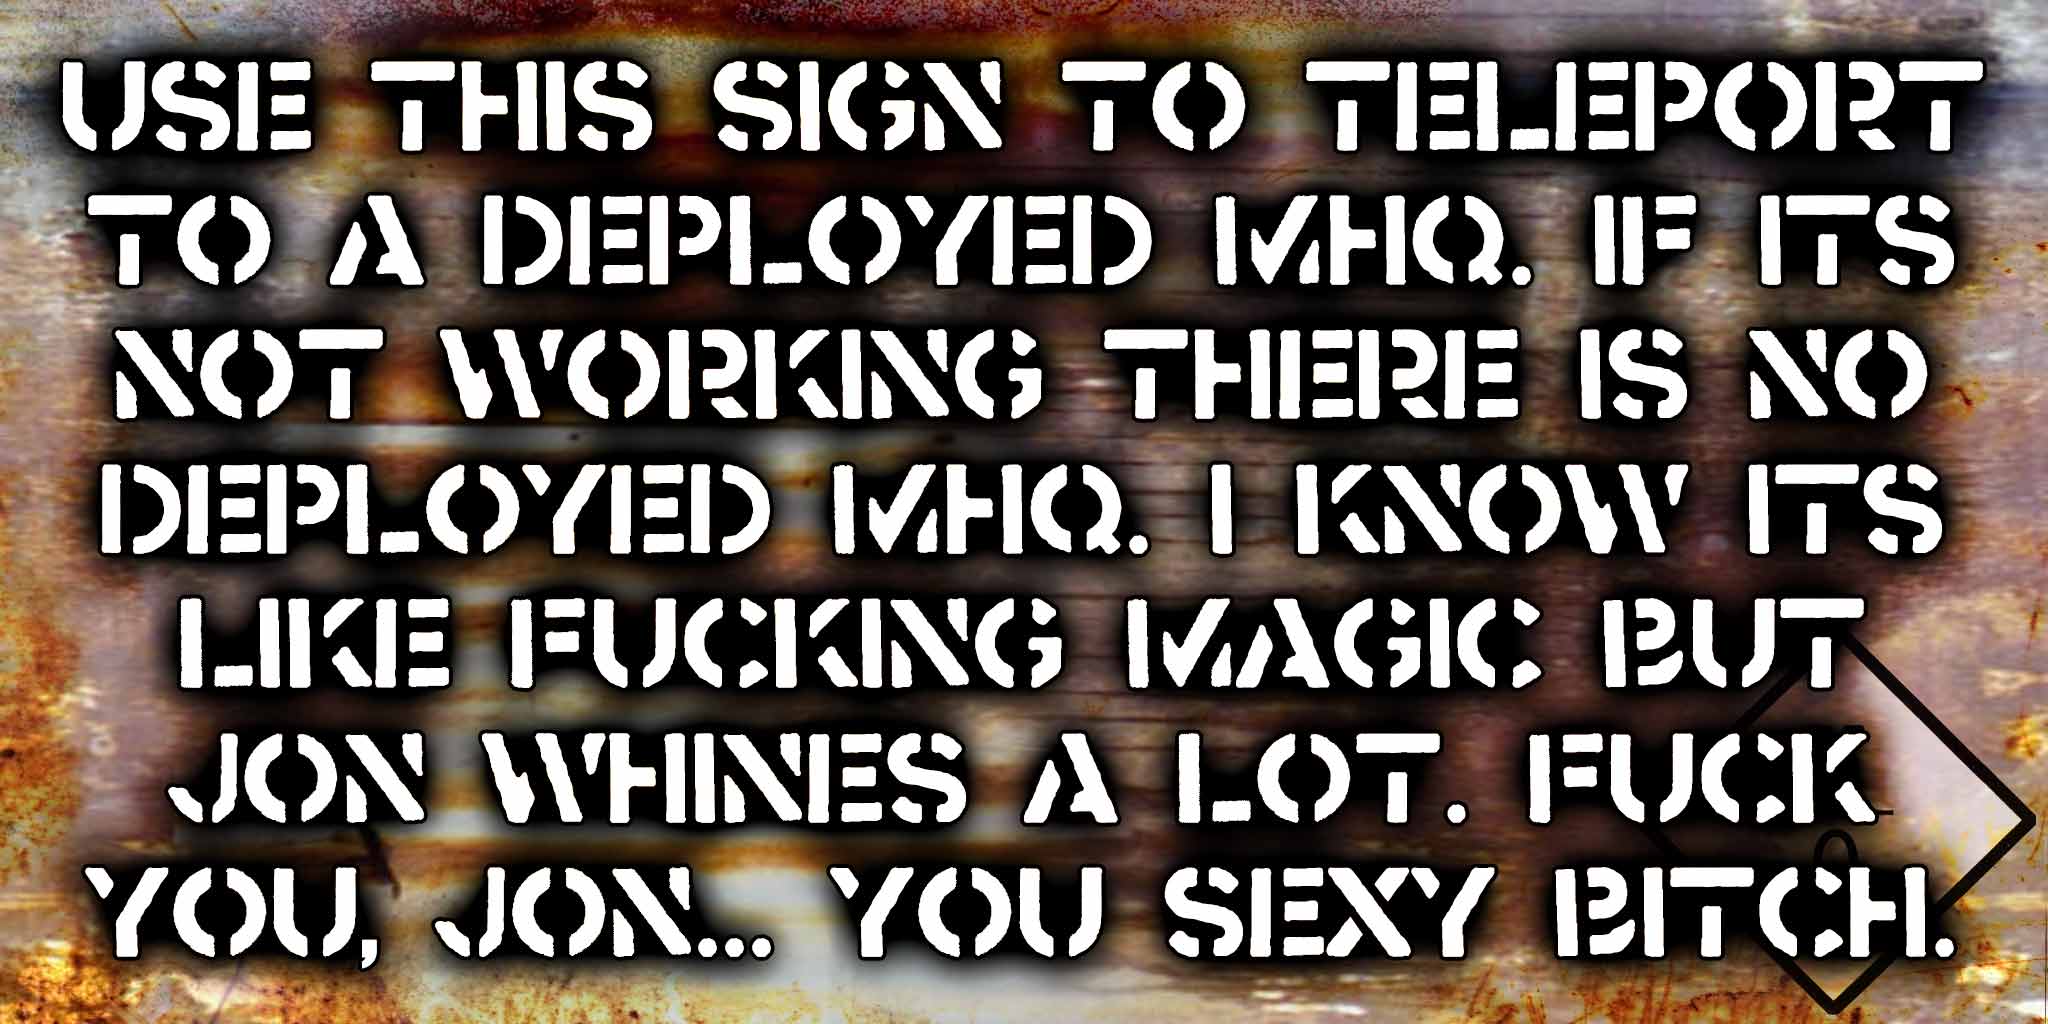 USE THIS SIGN TO TELEPORT
TO A DEPLOYED MHQ. IF ITS
NOT WORKING THERE IS NO
DEPLOYED MHQ. I KNOW ITS
LIKE FUCKING MAGIC BUT
JON WHINES A LOT. FUCK
YOU, JON... YOU SEXY BITCH.